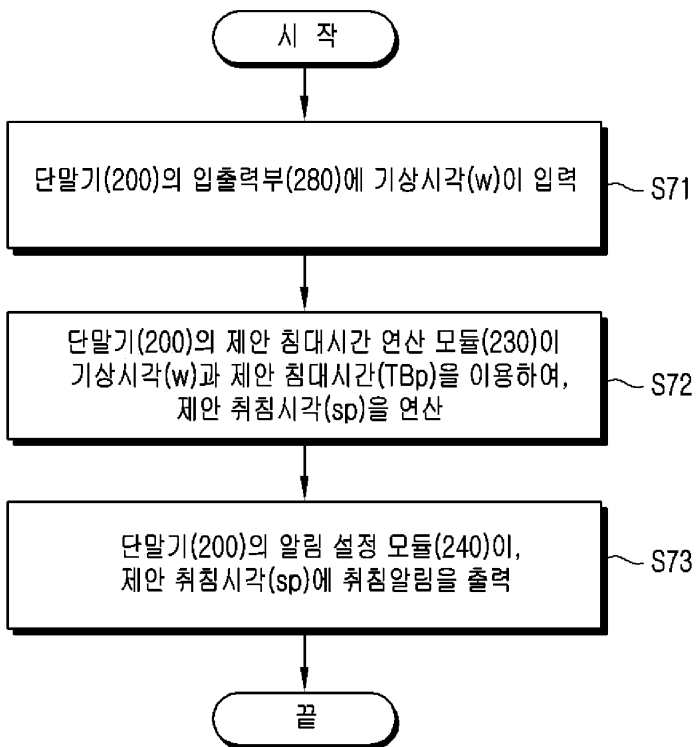 시 작
단말기(200)의 입출력부(280)에 기상시각(w)이 입력
S71
단말기(200)의 제안 침대시간 연산 모듈(230)이
기상시각(w)과 제안 침대시간(TBp)을 이용하여,
제안 취침시각(sp)을 연산
S72
단말기(200)의 알림 설정 모듈(240)이,
제안 취침시각(sp)에 취침알림을 출력
S73
끝